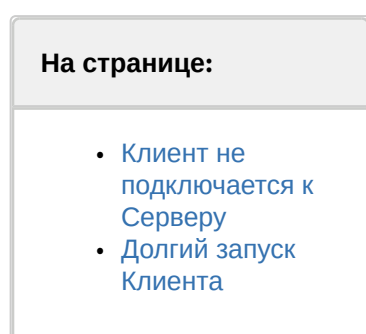 На странице:
• Клиент не
подключается к
Серверу
• Долгий запуск
Клиента